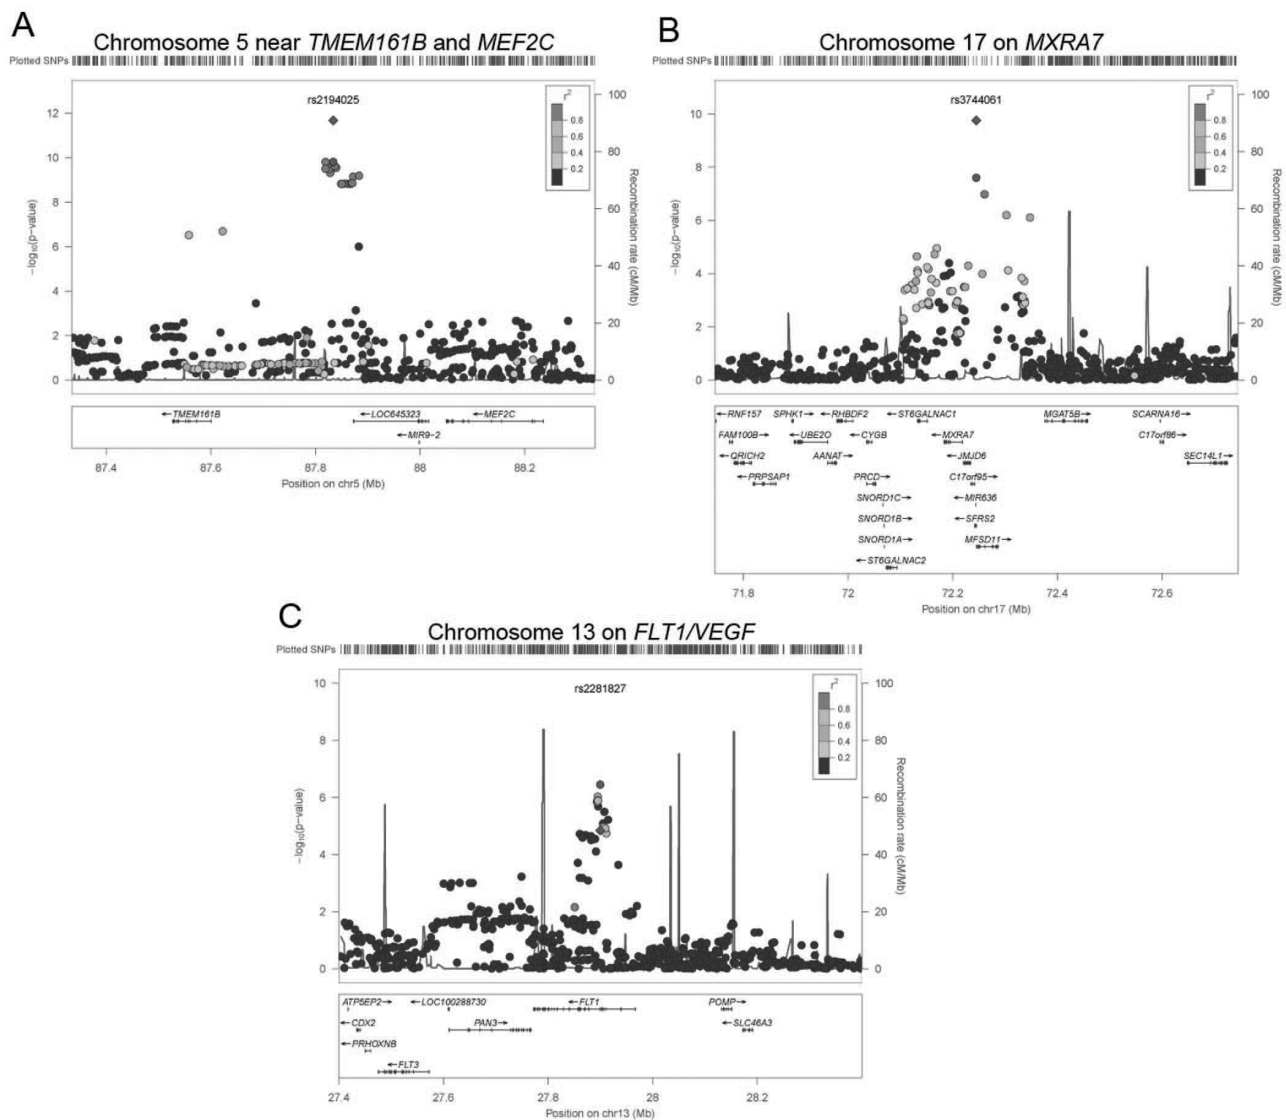 A
Chromosome 5 near TMEM161B and MEF2C
Plotted SNPs
rs2194025
r²
0.8
0.6
0.4
0.2
12
10
8
6
4
2
0
−log₁₀(p-value)
100
80
60
40
20
0
Recombination rate (cM/Mb)
←TMEM161B
←LOC645323
←MEF2C
←MIR9-2
87.4 87.6 87.8 88 88.2
Position on chr5 (Mb)
B
Chromosome 17 on MXRA7
Plotted SNPs
rs3744061
r²
0.8
0.6
0.4
0.2
10
8
6
4
2
0
−log₁₀(p-value)
100
80
60
40
20
0
Recombination rate (cM/Mb)
←RNF157 SPHK1→ ←RHBDF2 ←ST6GALNAC1 MGAT5B→ SCARNA16→
FAM100B→ ←UBE2O ←CYGB ←MXRA7 C17orf86→
←QRICH2 AANAT→ ←JMJD6 SEC14L1→
←PRPSAP1 PRCD→ C17orf95→
SNORD1C→ ←MIR636
SNORD1B→ ←SFRS2
SNORD1A→ MFSD11→
←ST6GALNAC2
71.8 72 72.2 72.4 72.6
Position on chr17 (Mb)
C
Chromosome 13 on FLT1/VEGF
Plotted SNPs
rs2281827
r²
0.8
0.6
0.4
0.2
10
8
6
4
2
0
−log₁₀(p-value)
100
80
60
40
20
0
Recombination rate (cM/Mb)
ATP5EP2→ ←LOC100288730 ←FLT1 POMP→
←CDX2 PAN3→ ←SLC46A3
←PRHOXNB
←FLT3
27.4 27.6 27.8 28 28.2
Position on chr13 (Mb)